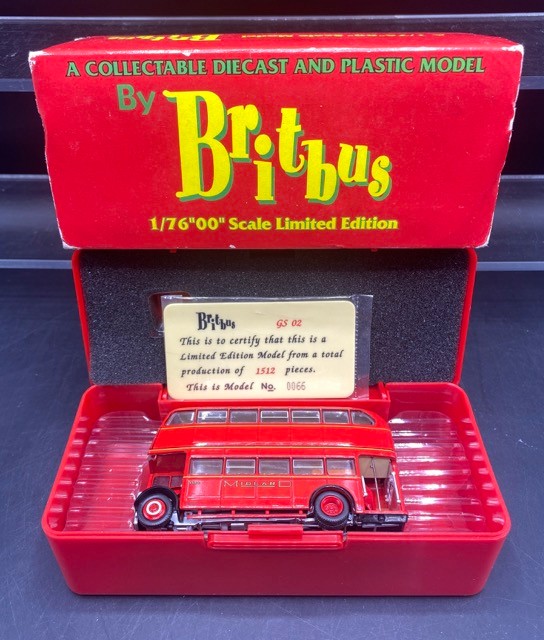 A COLLECTABLE DIECAST AND PLASTIC MODEL
By Britbus
1/76"00" Scale Limited Edition
Britbus GS 02
This is to certify that this is a
Limited Edition Model from a total
production of 1512 pieces.
This is Model No. 0066
MIDLAND